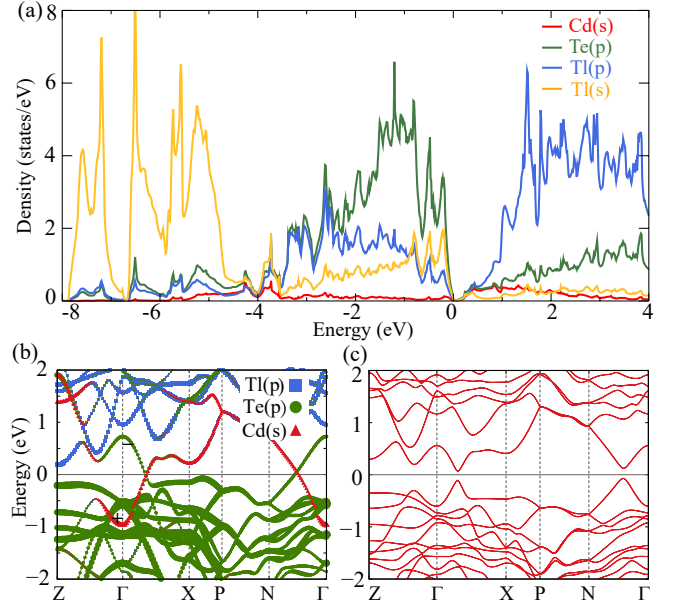 (a)
8
6
4
2
0
Density (states/eV)
Cd(s)
Te(p)
Tl(p)
Tl(s)
-8 -6 -4 -2 0 2 4
Energy (eV)
(b)
2
1
0
−1
−2
Energy (eV)
Tl(p)
Te(p)
Cd(s)
Z Γ X P N Γ
(c)
2
1
0
−1
−2
Z Γ X P N Γ